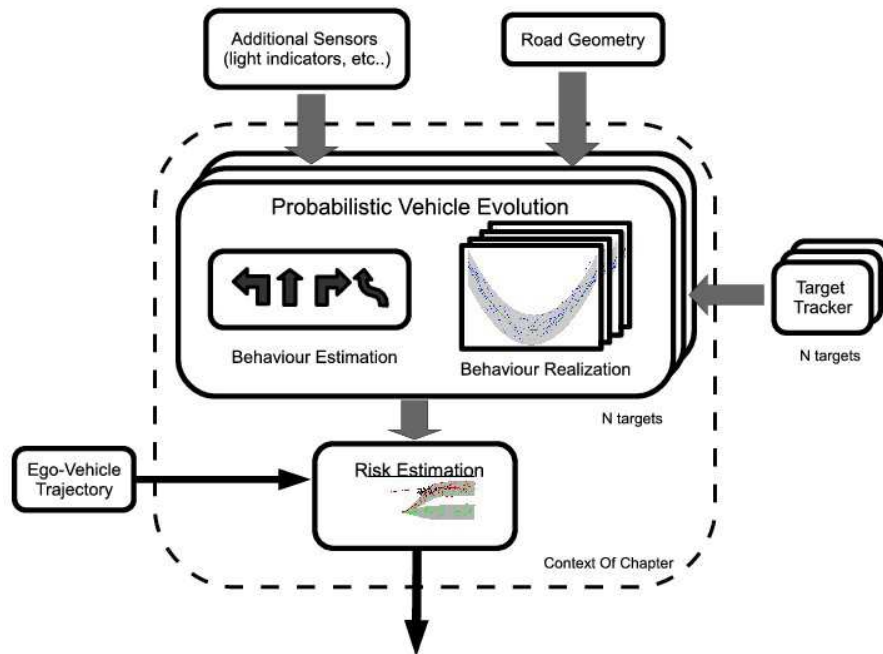 Additional Sensors
(light indicators, etc..)
Road Geometry
Probabilistic Vehicle Evolution
Behaviour Estimation
Behaviour Realization
Target
Tracker
N targets
N targets
Ego-Vehicle
Trajectory
Risk Estimation
Context Of Chapter